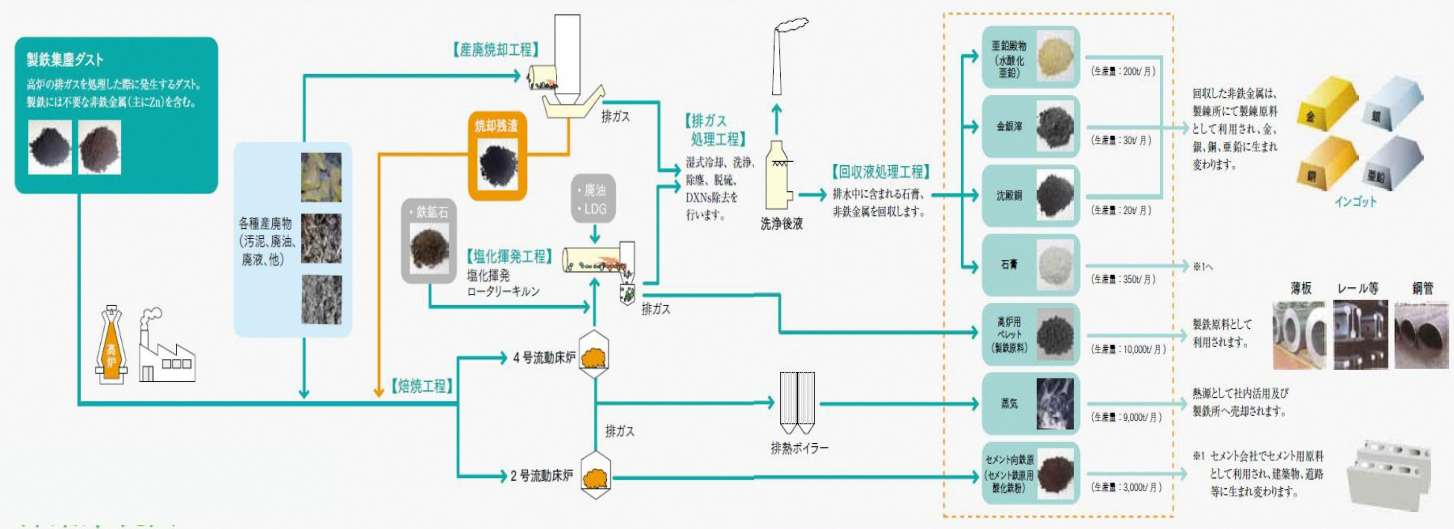 製鉄集塵ダスト
高炉の排ガスを処理した際に発生するダスト。
製鉄には不要な非鉄金属（主にZn）を含む。
高炉
各種産廃物
（汚泥、廃油、
廃液、他）
【産廃焼却工程】
排ガス
焼却残渣
・鉄鉱石
・廃油
・LDG
【塩化揮発工程】
塩化揮発
ロータリーキルン
排ガス
【焙焼工程】
4号流動床炉
排ガス
2号流動床炉
【排ガス
処理工程】
湿式冷却、洗浄、
除塵、脱硫、
DXNs除去を
行います。
洗浄後液
【回収液処理工程】
排水中に含まれる石膏、
非鉄金属を回収します。
排熱ボイラー
亜鉛殿物
（水酸化
亜鉛）
（生産量：200t/月）
金銀滓
（生産量：30t/月）
沈殿銅
（生産量：20t/月）
石膏
（生産量：350t/月）
高炉用
ペレット
（製鉄原料）
（生産量：10,000t/月）
蒸気
（生産量：9,000t/月）
セメント向鉄原
（セメント鉄原用
酸化鉄粉）
（生産量：3,000t/月）
回収した非鉄金属は、
製錬所にて製錬原料
として利用され、金、
銀、銅、亜鉛に生まれ
変わります。
金
銀
銅
亜鉛
インゴット
※1へ
薄板
レール等
鋼管
製鉄原料として
利用されます。
熱源として社内活用及び
製鉄所へ売却されます。
※1 セメント会社でセメント用原料
として利用され、建築物、道路
等に生まれ変わります。